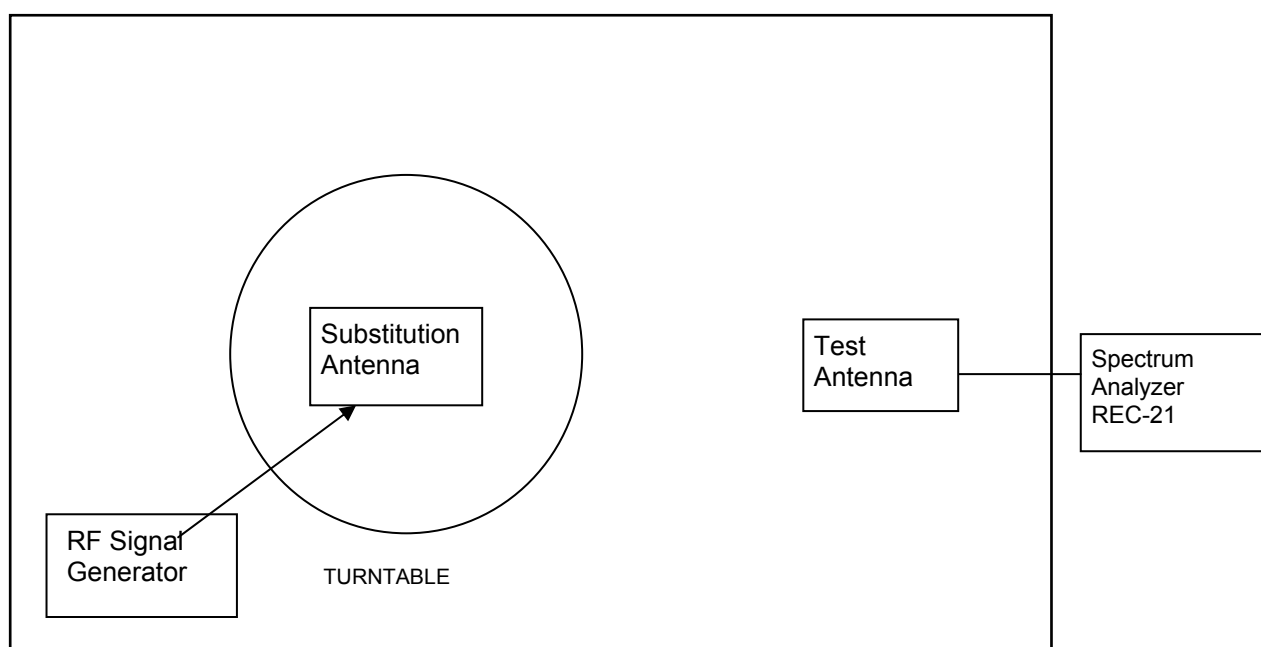 Substitution
Antenna
Test
Antenna
Spectrum
Analyzer
REC-21
RF Signal
Generator
TURNTABLE